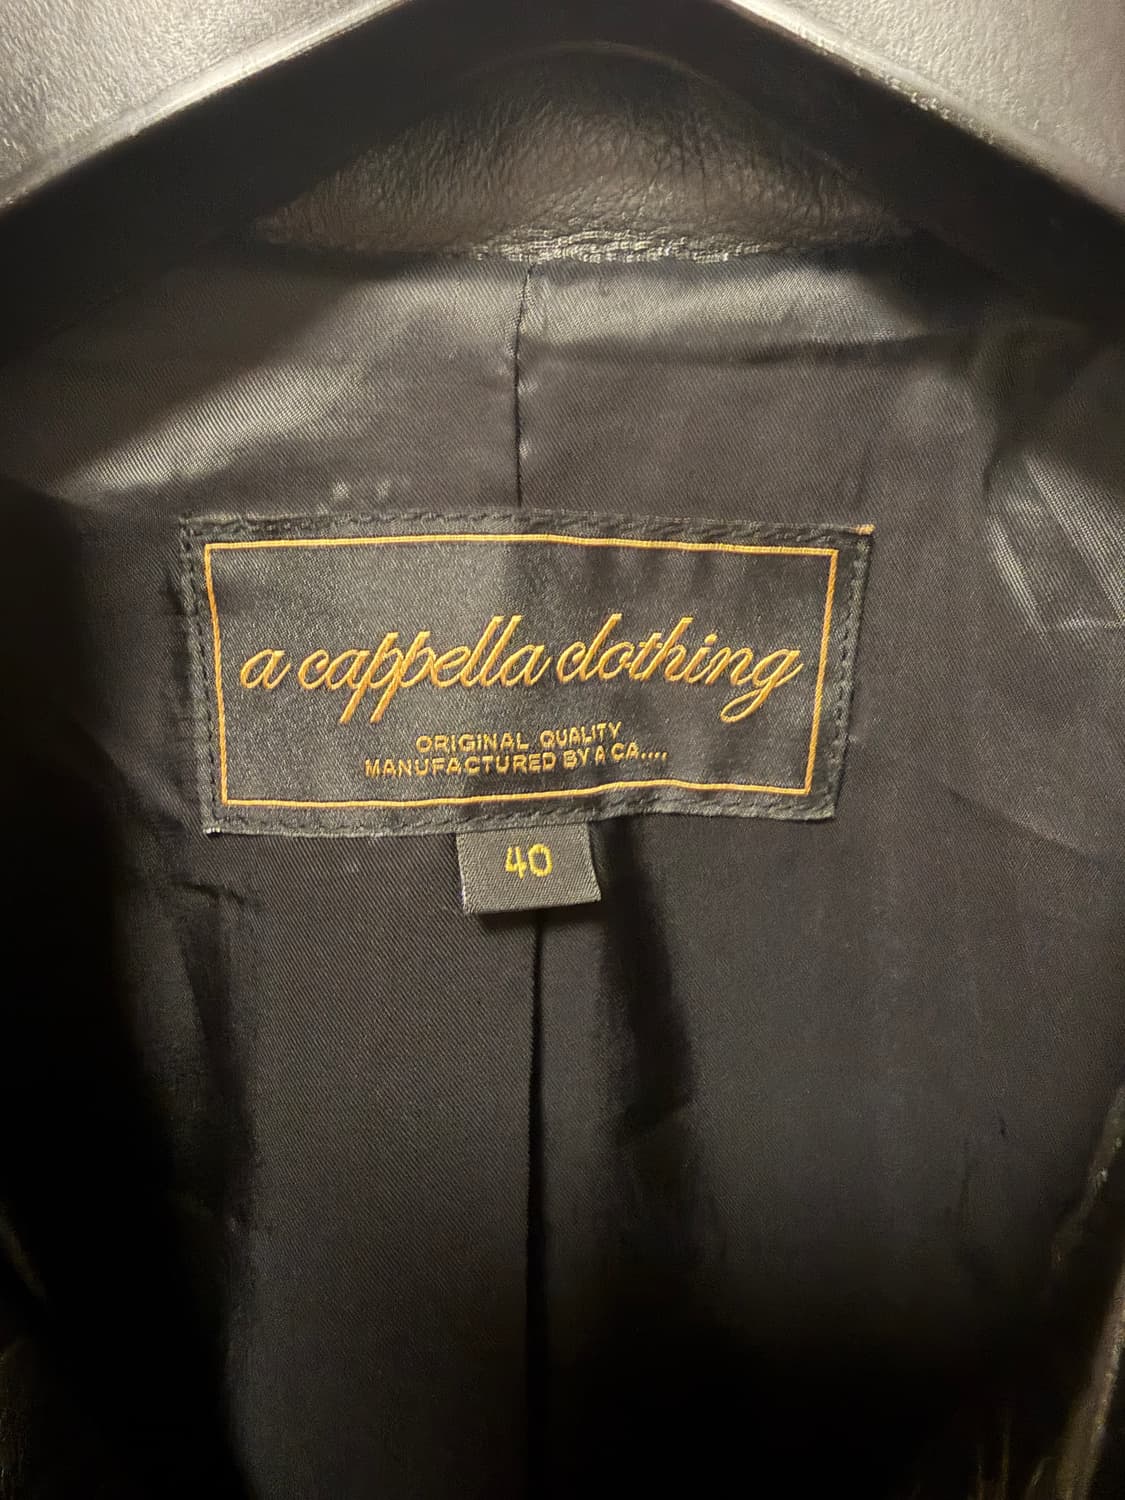 a cappella clothing
ORIGINAL QUALITY
MANUFACTURED BY A CA....
40